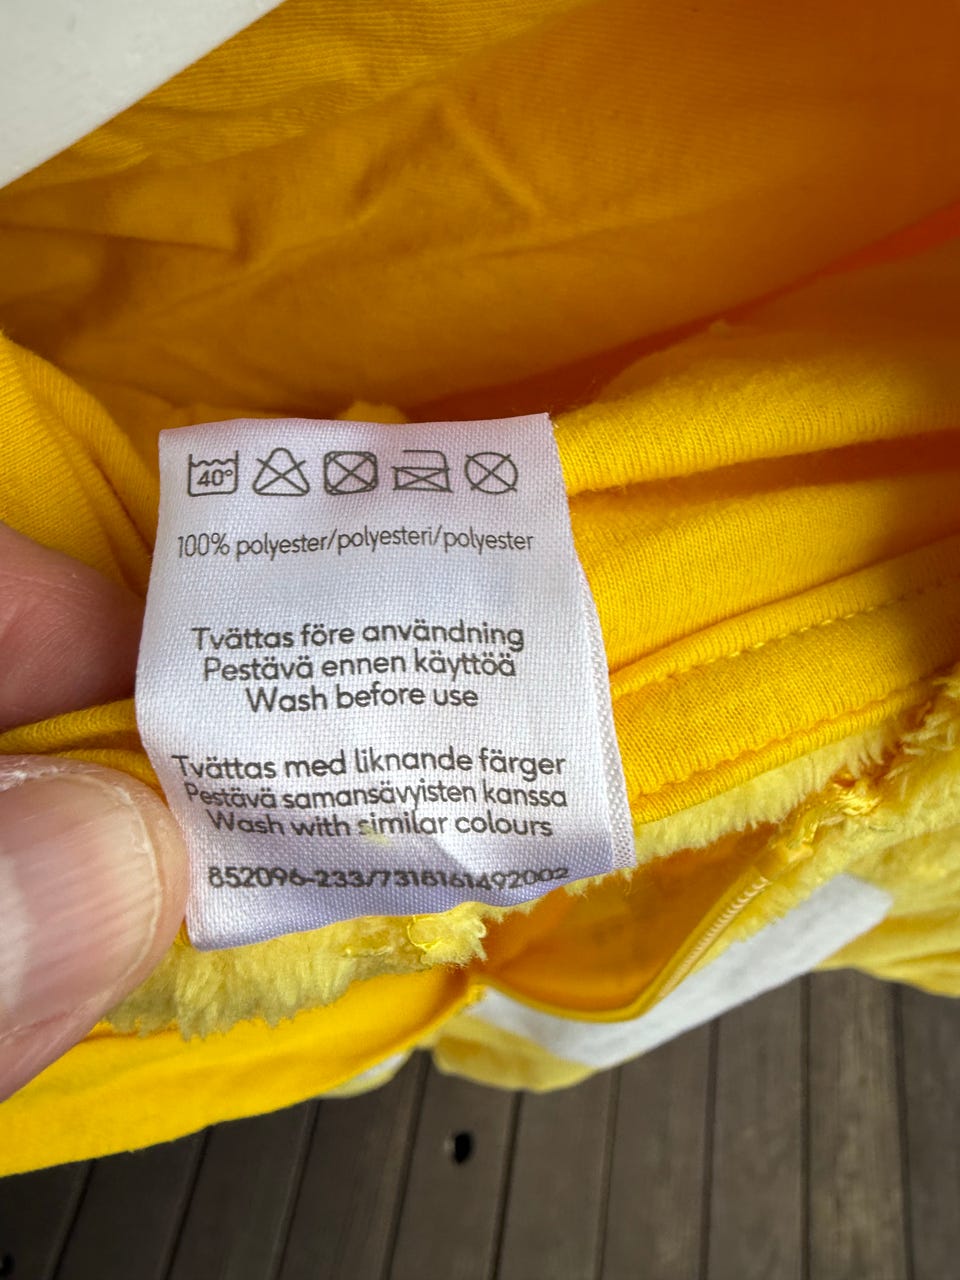 40°
100% polyester/polyesteri/polyester
Tvättas före användning
Pestävä ennen käyttöä
Wash before use
Tvättas med liknande färger
Pestävä samansävyisten kanssa
Wash with similar colours
852096-233/7318161492002